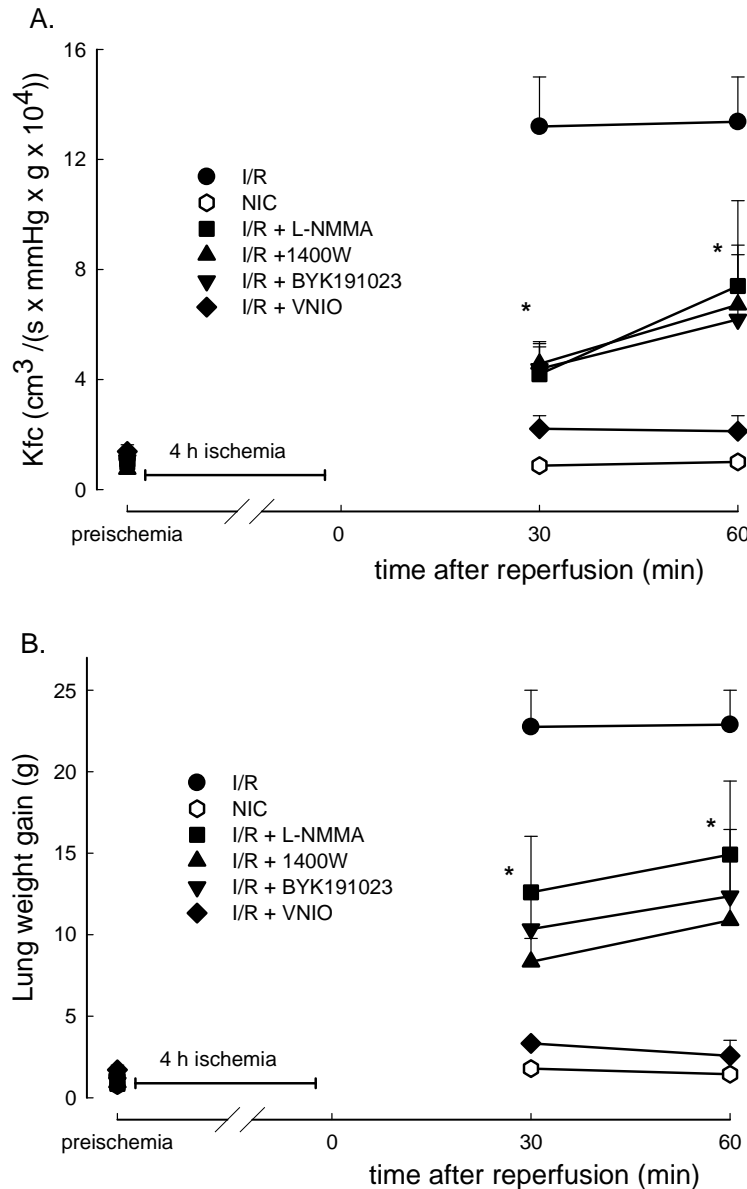 A.
16
12
8
4
0
Kfc (cm³ /(s x mmHg x g x 10⁴))
I/R
NIC
I/R + L-NMMA
I/R +1400W
I/R + BYK191023
I/R + VNIO
*
*
4 h ischemia
preischemia 0 30 60
time after reperfusion (min)
B.
25
20
15
10
5
0
Lung weight gain (g)
I/R
NIC
I/R + L-NMMA
I/R + 1400W
I/R + BYK191023
I/R + VNIO
*
*
4 h ischemia
preischemia 0 30 60
time after reperfusion (min)